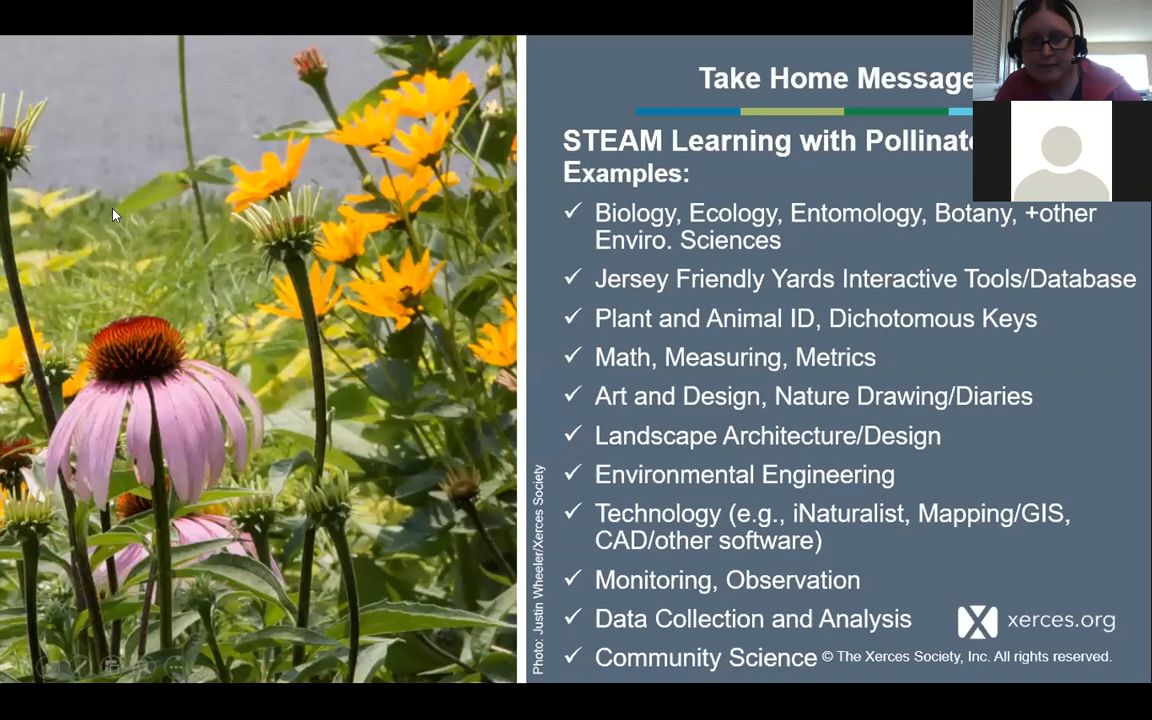 Take Home Message
STEAM Learning with
Examples:
Biology, Ecology, Entomology, Botany, +other
Enviro. Sciences
Jersey Friendly Yards Interactive Tools/Database
Plant and Animal ID, Dichotomous Keys
Math, Measuring, Metrics
Art and Design, Nature Drawing/Diaries
Landscape Architecture/Design
Environmental Engineering
Technology (e.g., iNaturalist, Mapping/GIS,
CAD/other software)
Monitoring, Observation
Data Collection and Analysis
xerces.org
Community Science
© The Xerces Society, Inc. All rights reserved.
Photo: Justin Wheeler/Xerces Society